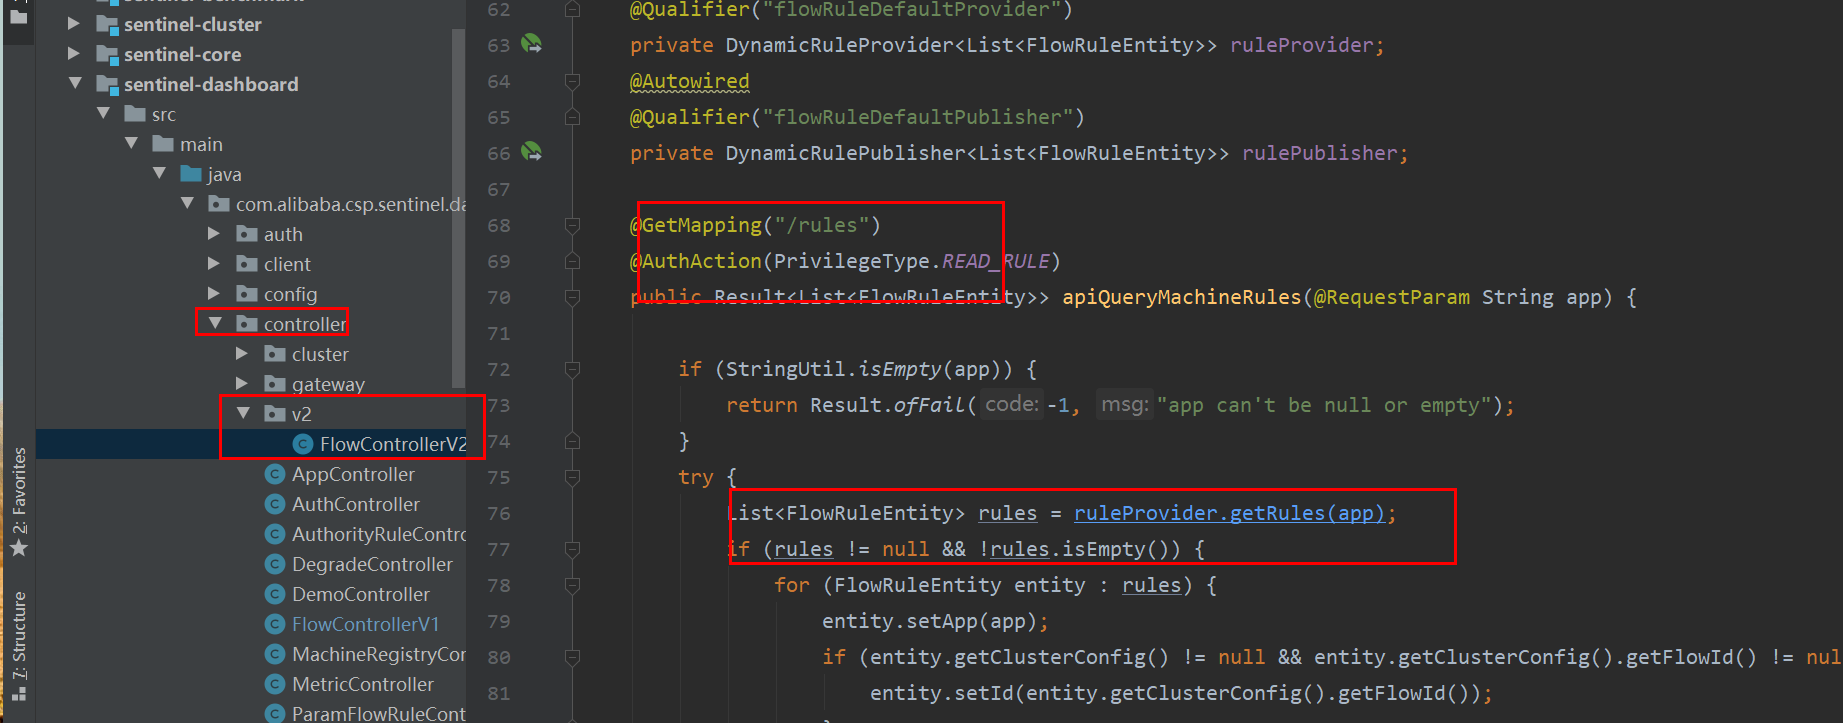 sentinel-cluster
sentinel-core
sentinel-dashboard
src
main
java
com.alibaba.csp.sentinel.da
auth
client
config
controller
cluster
gateway
v2
FlowControllerV2
AppController
AuthController
AuthorityRuleContro
DegradeController
DemoController
FlowControllerV1
MachineRegistryCor
MetricController
ParamFlowRuleCont
2: Favorites
7: Structure
62 @Qualifier("flowRuleDefaultProvider")
63 private DynamicRuleProvider<List<FlowRuleEntity>> ruleProvider;
64 @Autowired
65 @Qualifier("flowRuleDefaultPublisher")
66 private DynamicRulePublisher<List<FlowRuleEntity>> rulePublisher;
67
68 @GetMapping("/rules")
69 @AuthAction(PrivilegeType.READ_RULE)
70 public Result<List<FlowRuleEntity>> apiQueryMachineRules(@RequestParam String app) {
71
72 if (StringUtil.isEmpty(app)) {
73 return Result.ofFail( code: -1, msg: "app can't be null or empty");
74 }
75 try {
76 List<FlowRuleEntity> rules = ruleProvider.getRules(app);
77 if (rules != null && !rules.isEmpty()) {
78 for (FlowRuleEntity entity : rules) {
79 entity.setApp(app);
80 if (entity.getClusterConfig() != null && entity.getClusterConfig().getFlowId() != nul
81 entity.setId(entity.getClusterConfig().getFlowId());